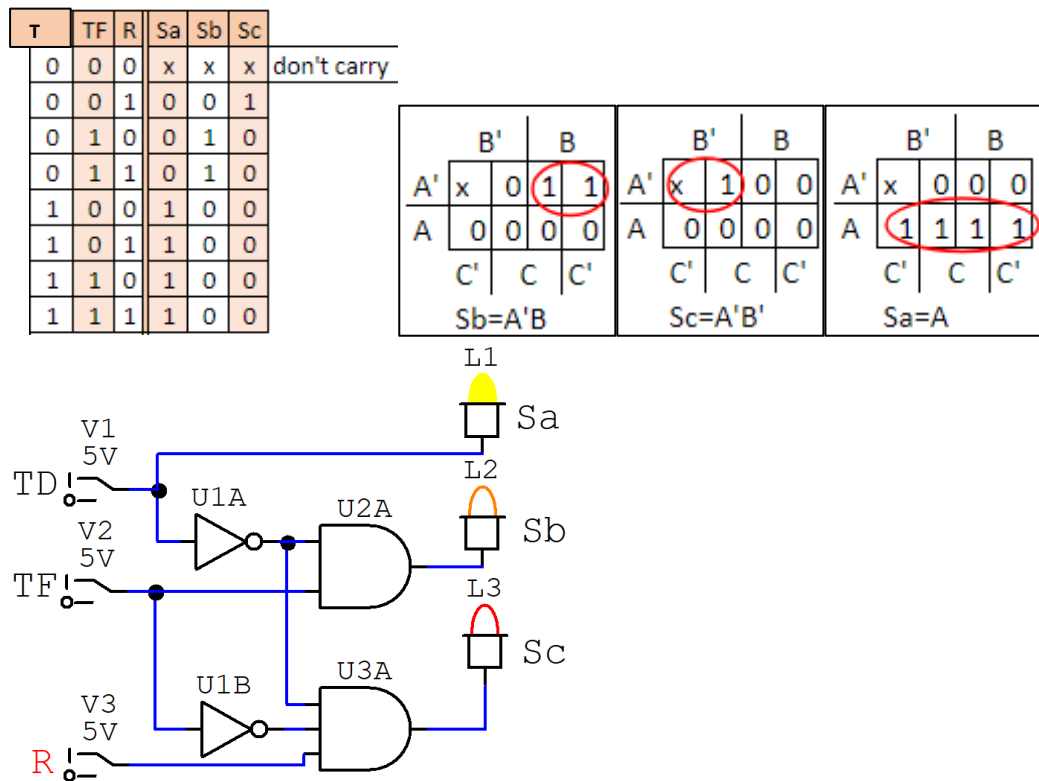 T TF R Sa Sb Sc
0 0 0 x x x don't carry
0 0 1 0 0 1
0 1 0 0 1 0
0 1 1 0 1 0
1 0 0 1 0 0
1 0 1 1 0 0
1 1 0 1 0 0
1 1 1 1 0 0
B' B
A' x 0 1 1
A 0 0 0 0
C' C C'
Sb=A'B
B' B
A' x 1 0 0
A 0 0 0 0
C' C C'
Sc=A'B'
B' B
A' x 0 0 0
A 1 1 1 1
C' C C'
Sa=A
L1
Sa
V1
5V
TD
L2
U1A
U2A
Sb
V2
5V
TF
L3
Sc
U3A
U1B
V3
5V
R